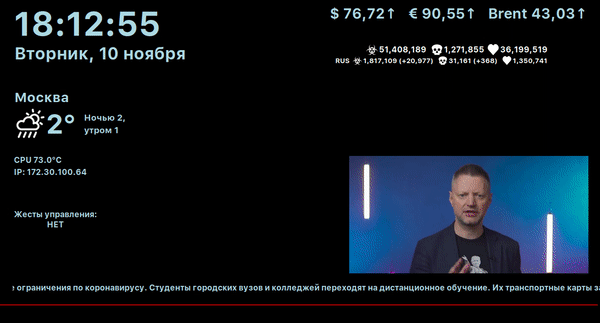 18:12:55
Вторник, 10 ноября
$ 76,72↑ € 90,55↑ Brent 43,03↑
51,408,189 1,271,855 36,199,519
RUS 1,817,109 (+20,977) 31,161 (+368) 1,350,741
Москва
2° Ночью 2,
утром 1
CPU 73.0°C
IP: 172.30.100.64
Жесты управления:
НЕТ
е ограничения по коронавирусу. Студенты городских вузов и колледжей переходят на дистанционное обучение. Их транспортные карты за